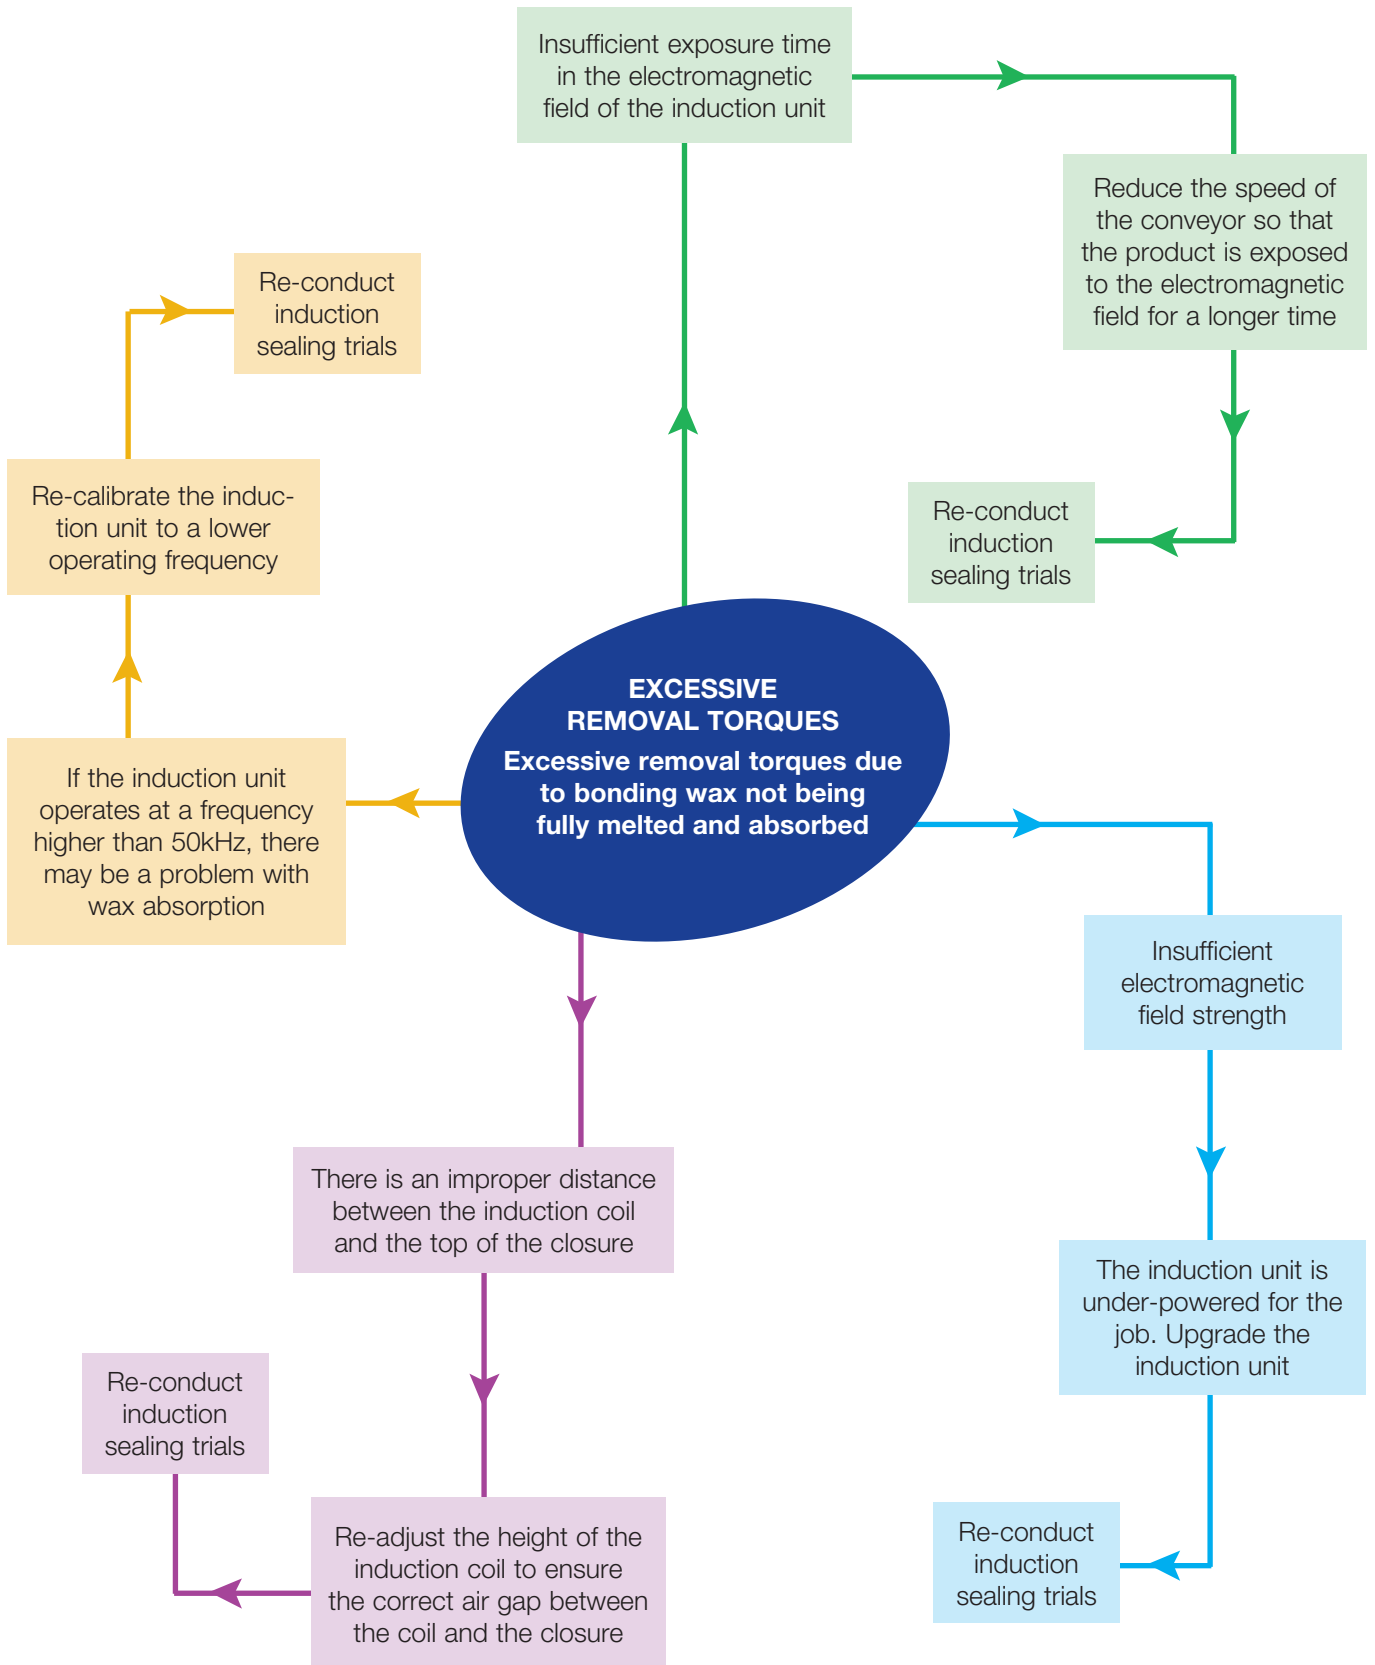 Insufficient exposure time
in the electromagnetic
field of the induction unit
Reduce the speed of
the conveyor so that
the product is exposed
to the electromagnetic
field for a longer time
Re-conduct
induction
sealing trials
Re-conduct
induction
sealing trials
Re-calibrate the induc-
tion unit to a lower
operating frequency
If the induction unit
operates at a frequency
higher than 50kHz, there
may be a problem with
wax absorption
EXCESSIVE
REMOVAL TORQUES
Excessive removal torques due
to bonding wax not being
fully melted and absorbed
Insufficient
electromagnetic
field strength
The induction unit is
under-powered for the
job. Upgrade the
induction unit
Re-conduct
induction
sealing trials
There is an improper distance
between the induction coil
and the top of the closure
Re-adjust the height of the
induction coil to ensure
the correct air gap between
the coil and the closure
Re-conduct
induction
sealing trials